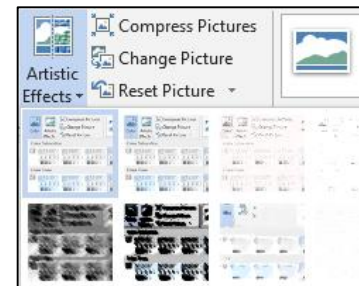 Compress Pictures
Change Picture
Artistic
Effects
Reset Picture